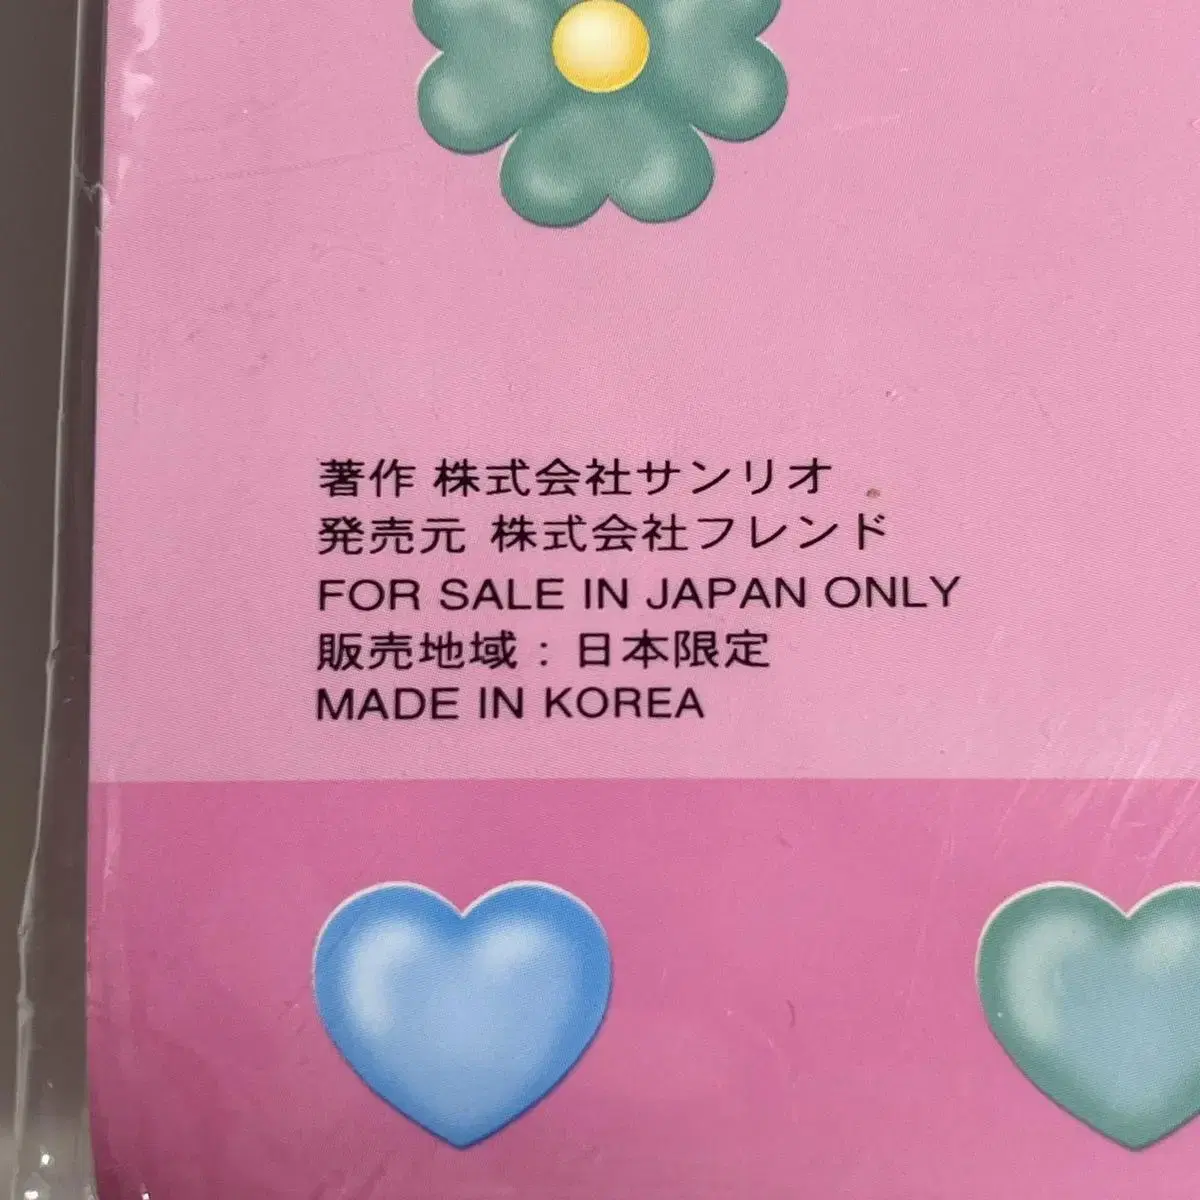 著作 株式会社サンリオ
発売元 株式会社フレンド
FOR SALE IN JAPAN ONLY
販売地域：日本限定
MADE IN KOREA